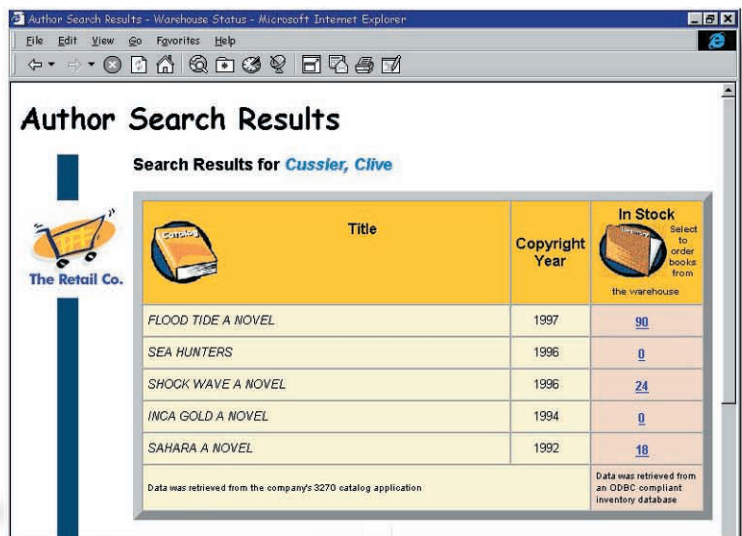 Author Search Results - Warehouse Status - Microsoft Internet Explorer
File Edit View Go Favorites Help
Author Search Results
Search Results for Cussler, Clive
The Retail Co.
Catalog
Title
Copyright
Year
In Stock
Select
to
order
books
from
the warehouse
FLOOD TIDE A NOVEL 1997 90
SEA HUNTERS 1996 0
SHOCK WAVE A NOVEL 1996 24
INCA GOLD A NOVEL 1994 0
SAHARA A NOVEL 1992 18
Data was retrieved from the company's 3270 catalog application
Data was retrieved from
an ODBC compliant
inventory database